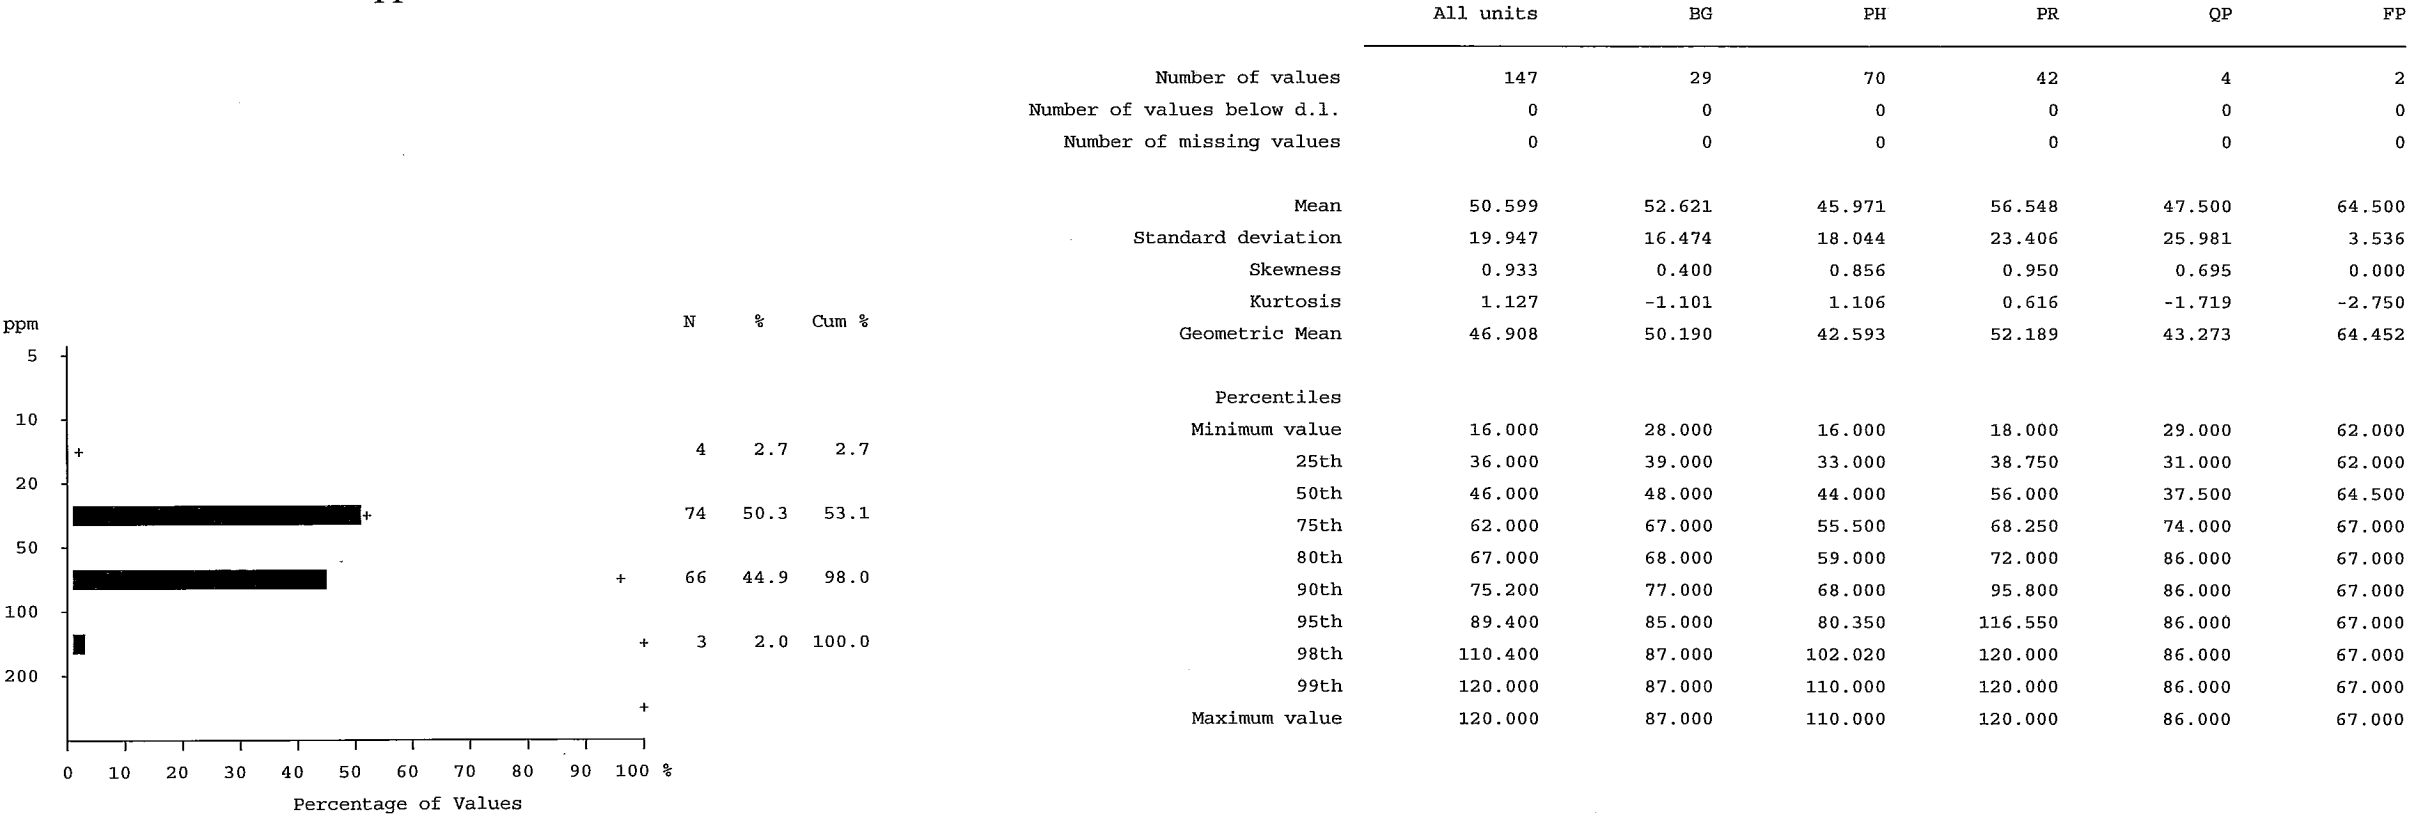 All units BG PH PR QP FP
Number of values 147 29 70 42 4 2
Number of values below d.l. 0 0 0 0 0 0
Number of missing values 0 0 0 0 0 0
Mean 50.599 52.621 45.971 56.548 47.500 64.500
Standard deviation 19.947 16.474 18.044 23.406 25.981 3.536
Skewness 0.933 0.400 0.856 0.950 0.695 0.000
Kurtosis 1.127 -1.101 1.106 0.616 -1.719 -2.750
Geometric Mean 46.908 50.190 42.593 52.189 43.273 64.452
Percentiles
Minimum value 16.000 28.000 16.000 18.000 29.000 62.000
25th 36.000 39.000 33.000 38.750 31.000 62.000
50th 46.000 48.000 44.000 56.000 37.500 64.500
75th 62.000 67.000 55.500 68.250 74.000 67.000
80th 67.000 68.000 59.000 72.000 86.000 67.000
90th 75.200 77.000 68.000 95.800 86.000 67.000
95th 89.400 85.000 80.350 116.550 86.000 67.000
98th 110.400 87.000 102.020 120.000 86.000 67.000
99th 120.000 87.000 110.000 120.000 86.000 67.000
Maximum value 120.000 87.000 110.000 120.000 86.000 67.000
ppm N % Cum %
5
10
+ 4 2.7 2.7
20
+ 74 50.3 53.1
50
+ 66 44.9 98.0
100
+ 3 2.0 100.0
200
+
0 10 20 30 40 50 60 70 80 90 100 %
Percentage of Values